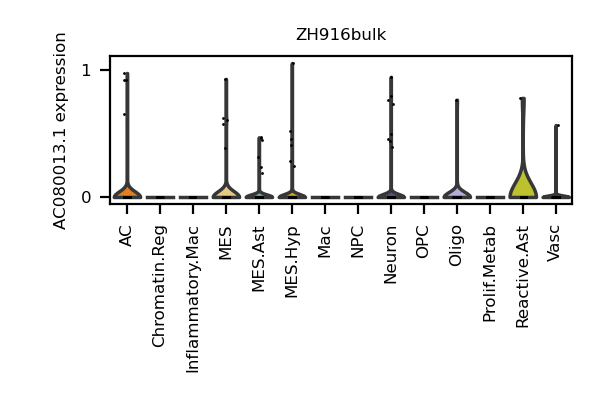 ZH916bulk
AC080013.1 expression
1
0
AC
Chromatin.Reg
Inflammatory.Mac
MES
MES.Ast
MES.Hyp
Mac
NPC
Neuron
OPC
Oligo
Prolif.Metab
Reactive.Ast
Vasc